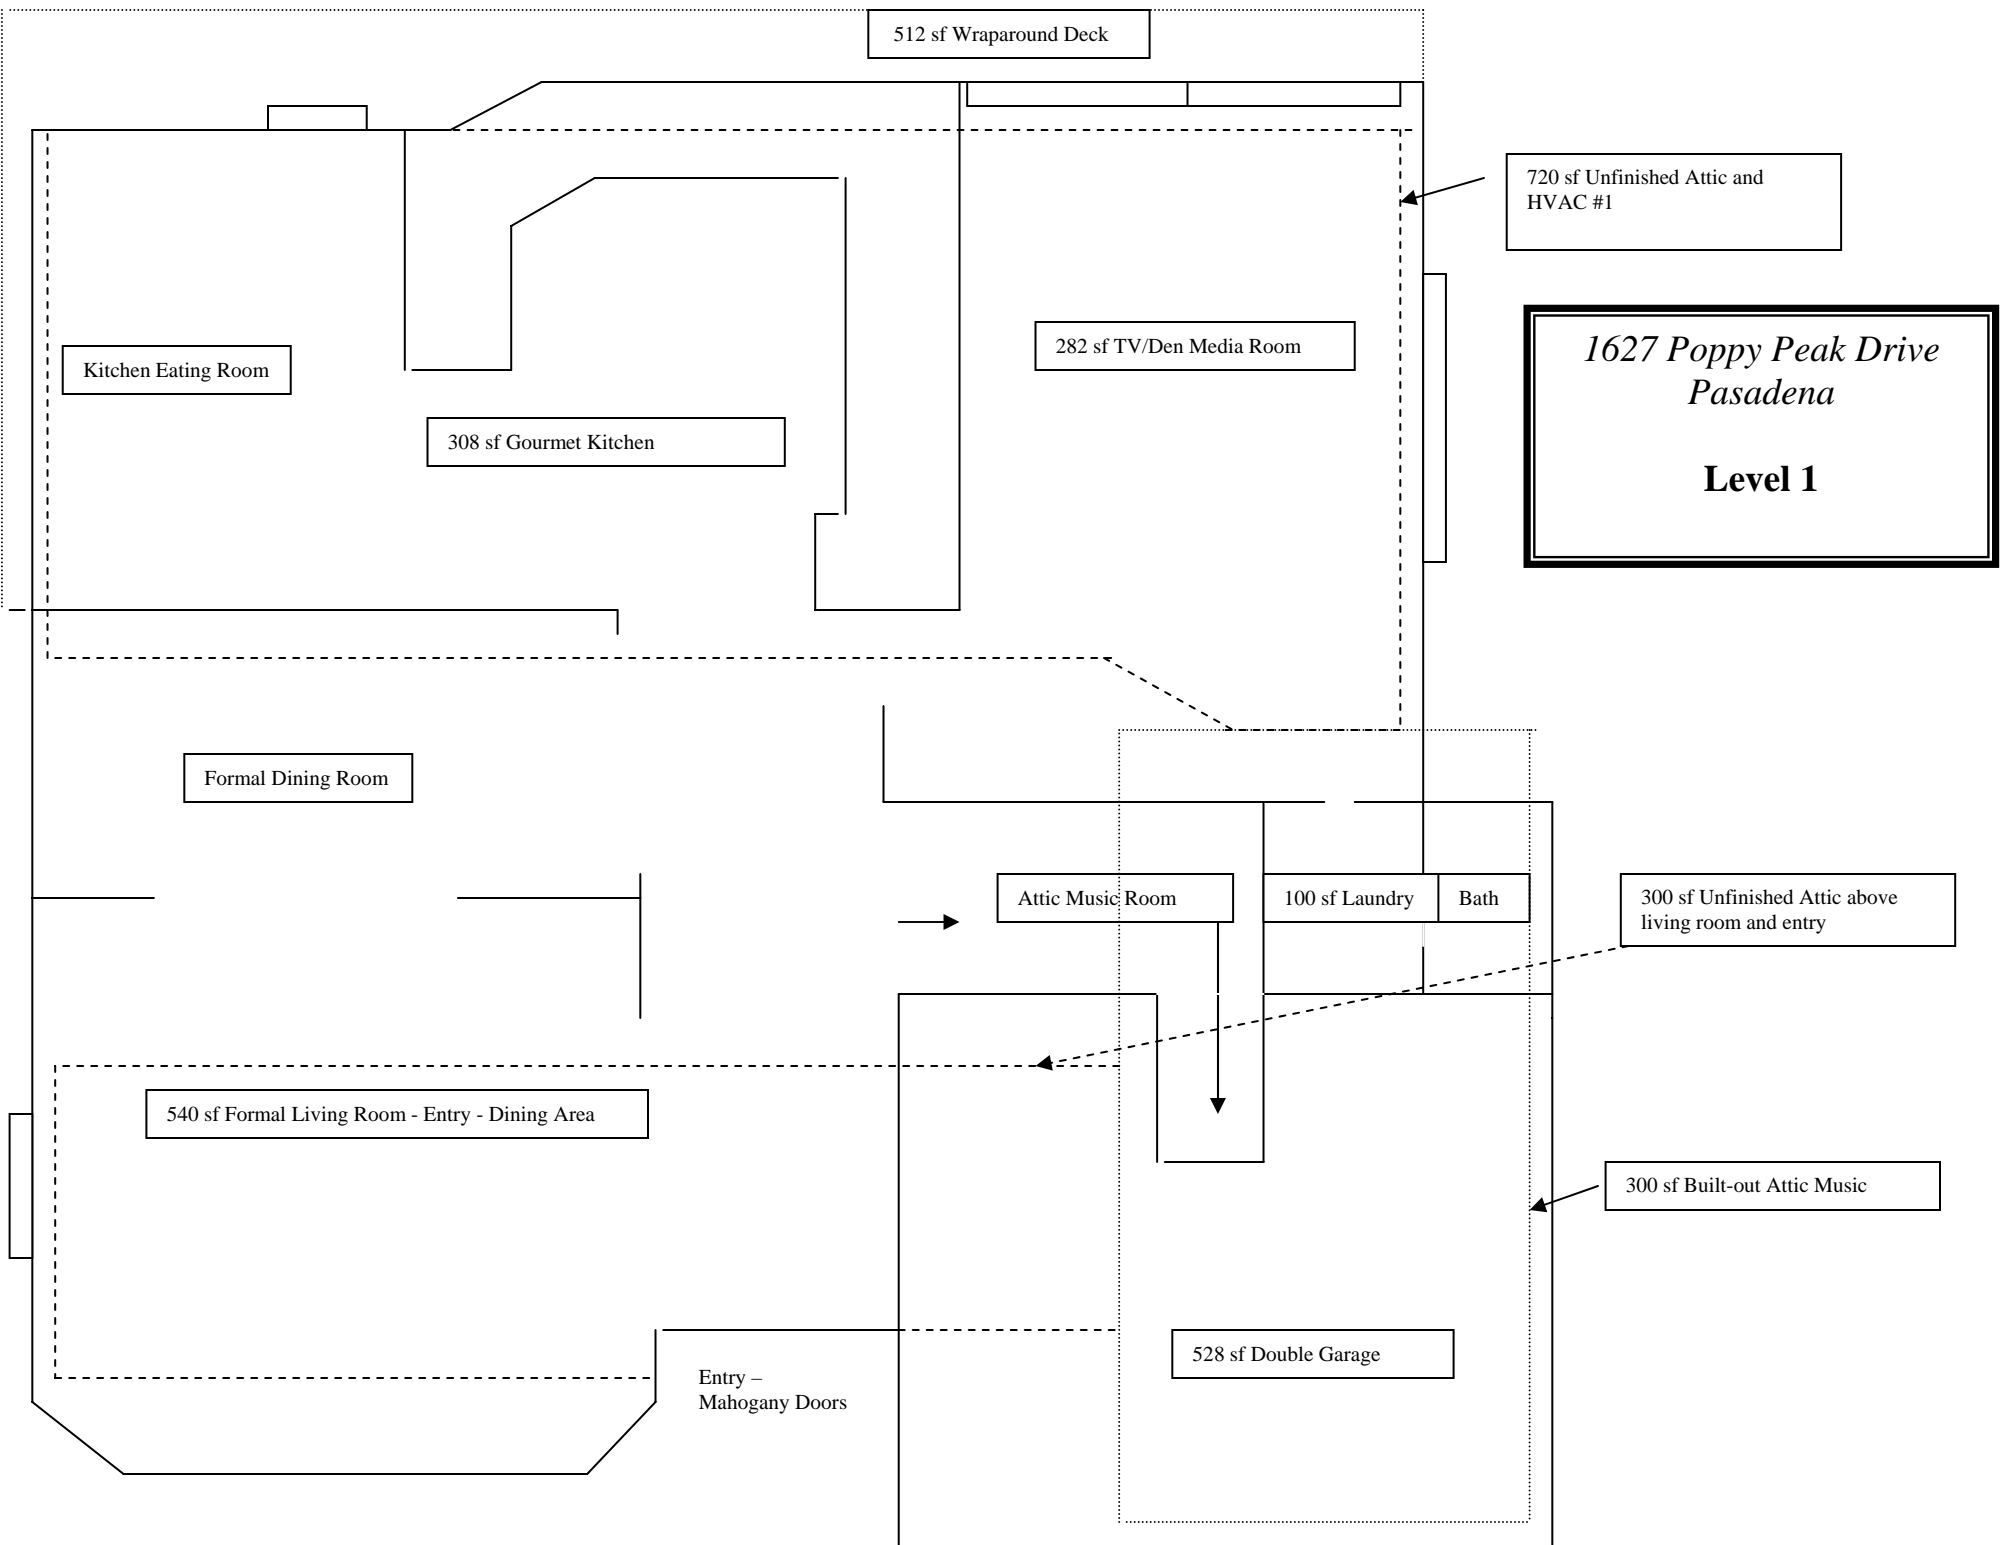 512 sf Wraparound Deck
720 sf Unfinished Attic and
HVAC #1
1627 Poppy Peak Drive
Pasadena
Level 1
Kitchen Eating Room
282 sf TV/Den Media Room
308 sf Gourmet Kitchen
Formal Dining Room
Attic Music Room
100 sf Laundry
Bath
300 sf Unfinished Attic above
living room and entry
540 sf Formal Living Room - Entry - Dining Area
300 sf Built-out Attic Music
528 sf Double Garage
Entry –
Mahogany Doors